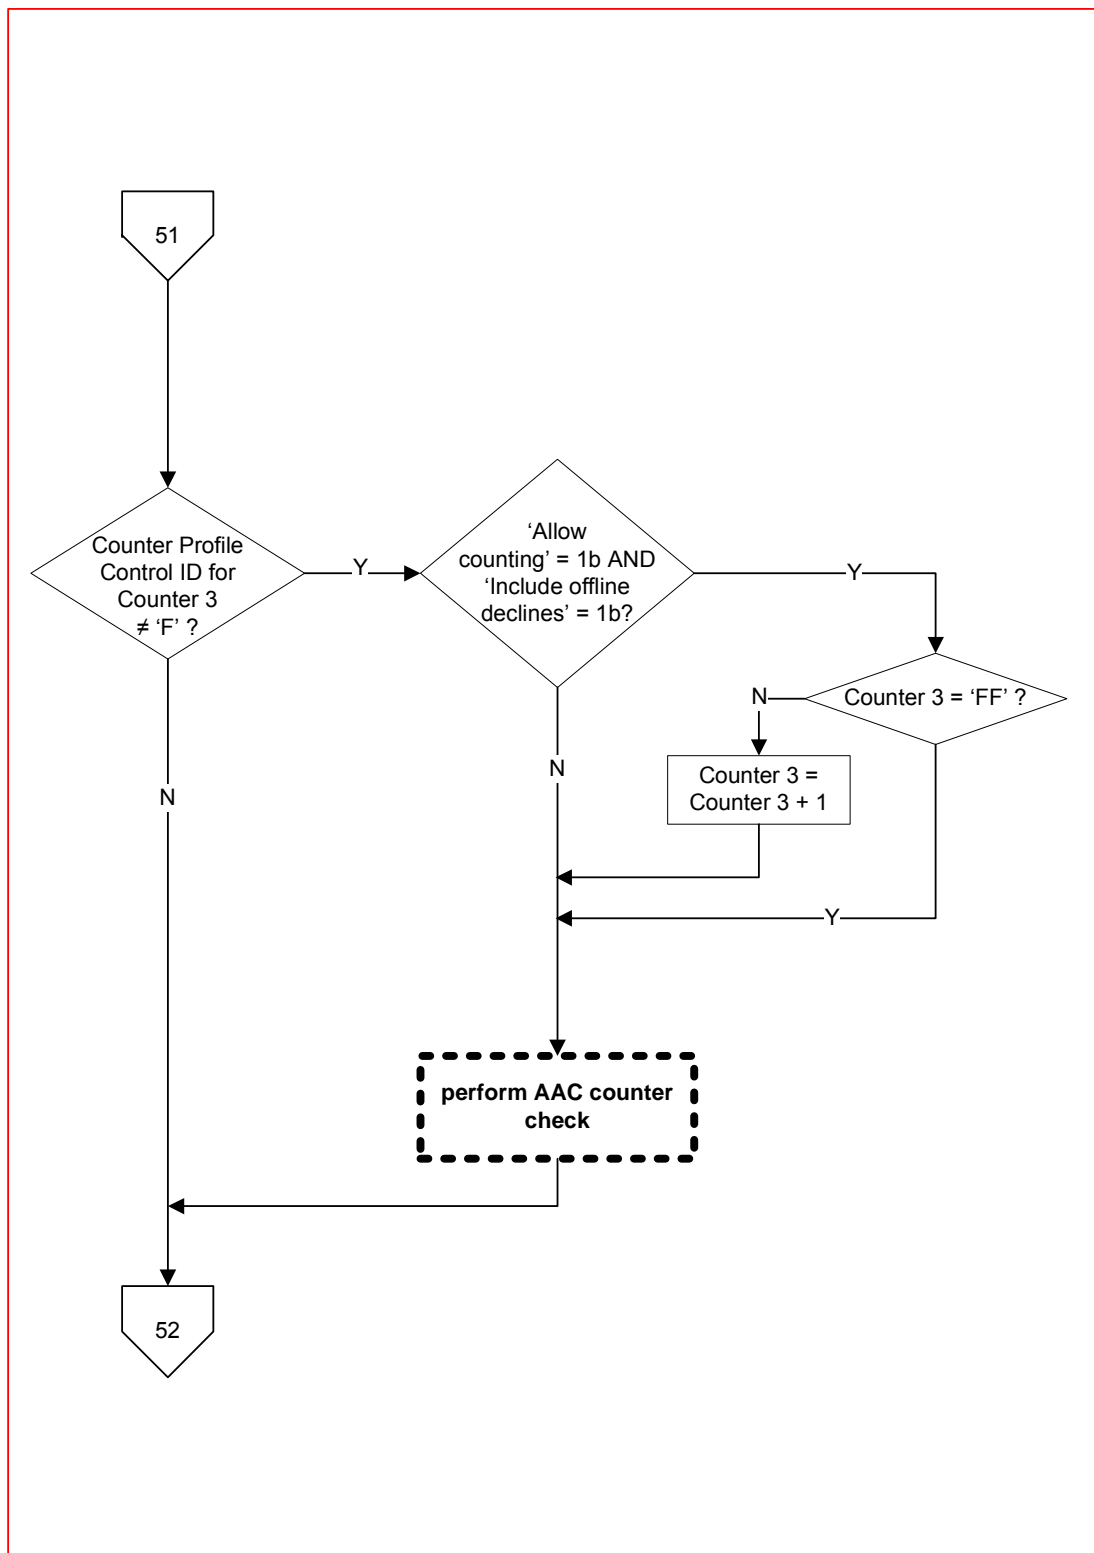 51
Counter Profile
Control ID for
Counter 3
≠ ‘F’ ?
Y
‘Allow
counting’ = 1b AND
‘Include offline
declines’ = 1b?
Y
Counter 3 = ‘FF’ ?
N
Counter 3 =
Counter 3 + 1
N
N
Y
perform AAC counter
check
52